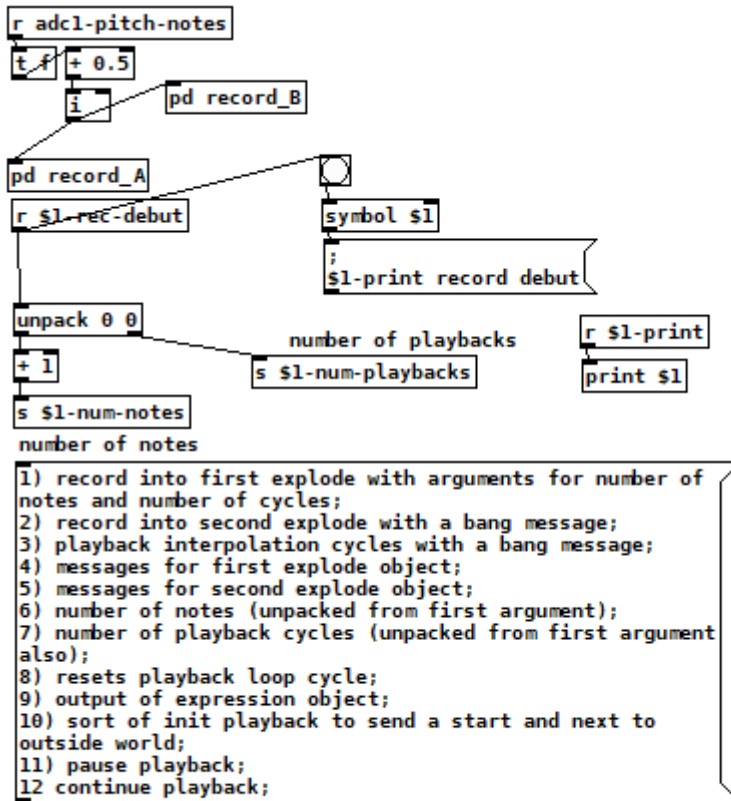 r adc1-pitch-notes
t f
+ 0.5
i
pd record_B
pd record_A
r $1-rec-debut
symbol $1
;
$1-print record debut
unpack 0 0
number of playbacks
r $1-print
+ 1
s $1-num-playbacks
print $1
s $1-num-notes
number of notes
1) record into first explode with arguments for number of
notes and number of cycles;
2) record into second explode with a bang message;
3) playback interpolation cycles with a bang message;
4) messages for first explode object;
5) messages for second explode object;
6) number of notes (unpacked from first argument);
7) number of playback cycles (unpacked from first argument
also);
8) resets playback loop cycle;
9) output of expression object;
10) sort of init playback to send a start and next to
outside world;
11) pause playback;
12 continue playback;